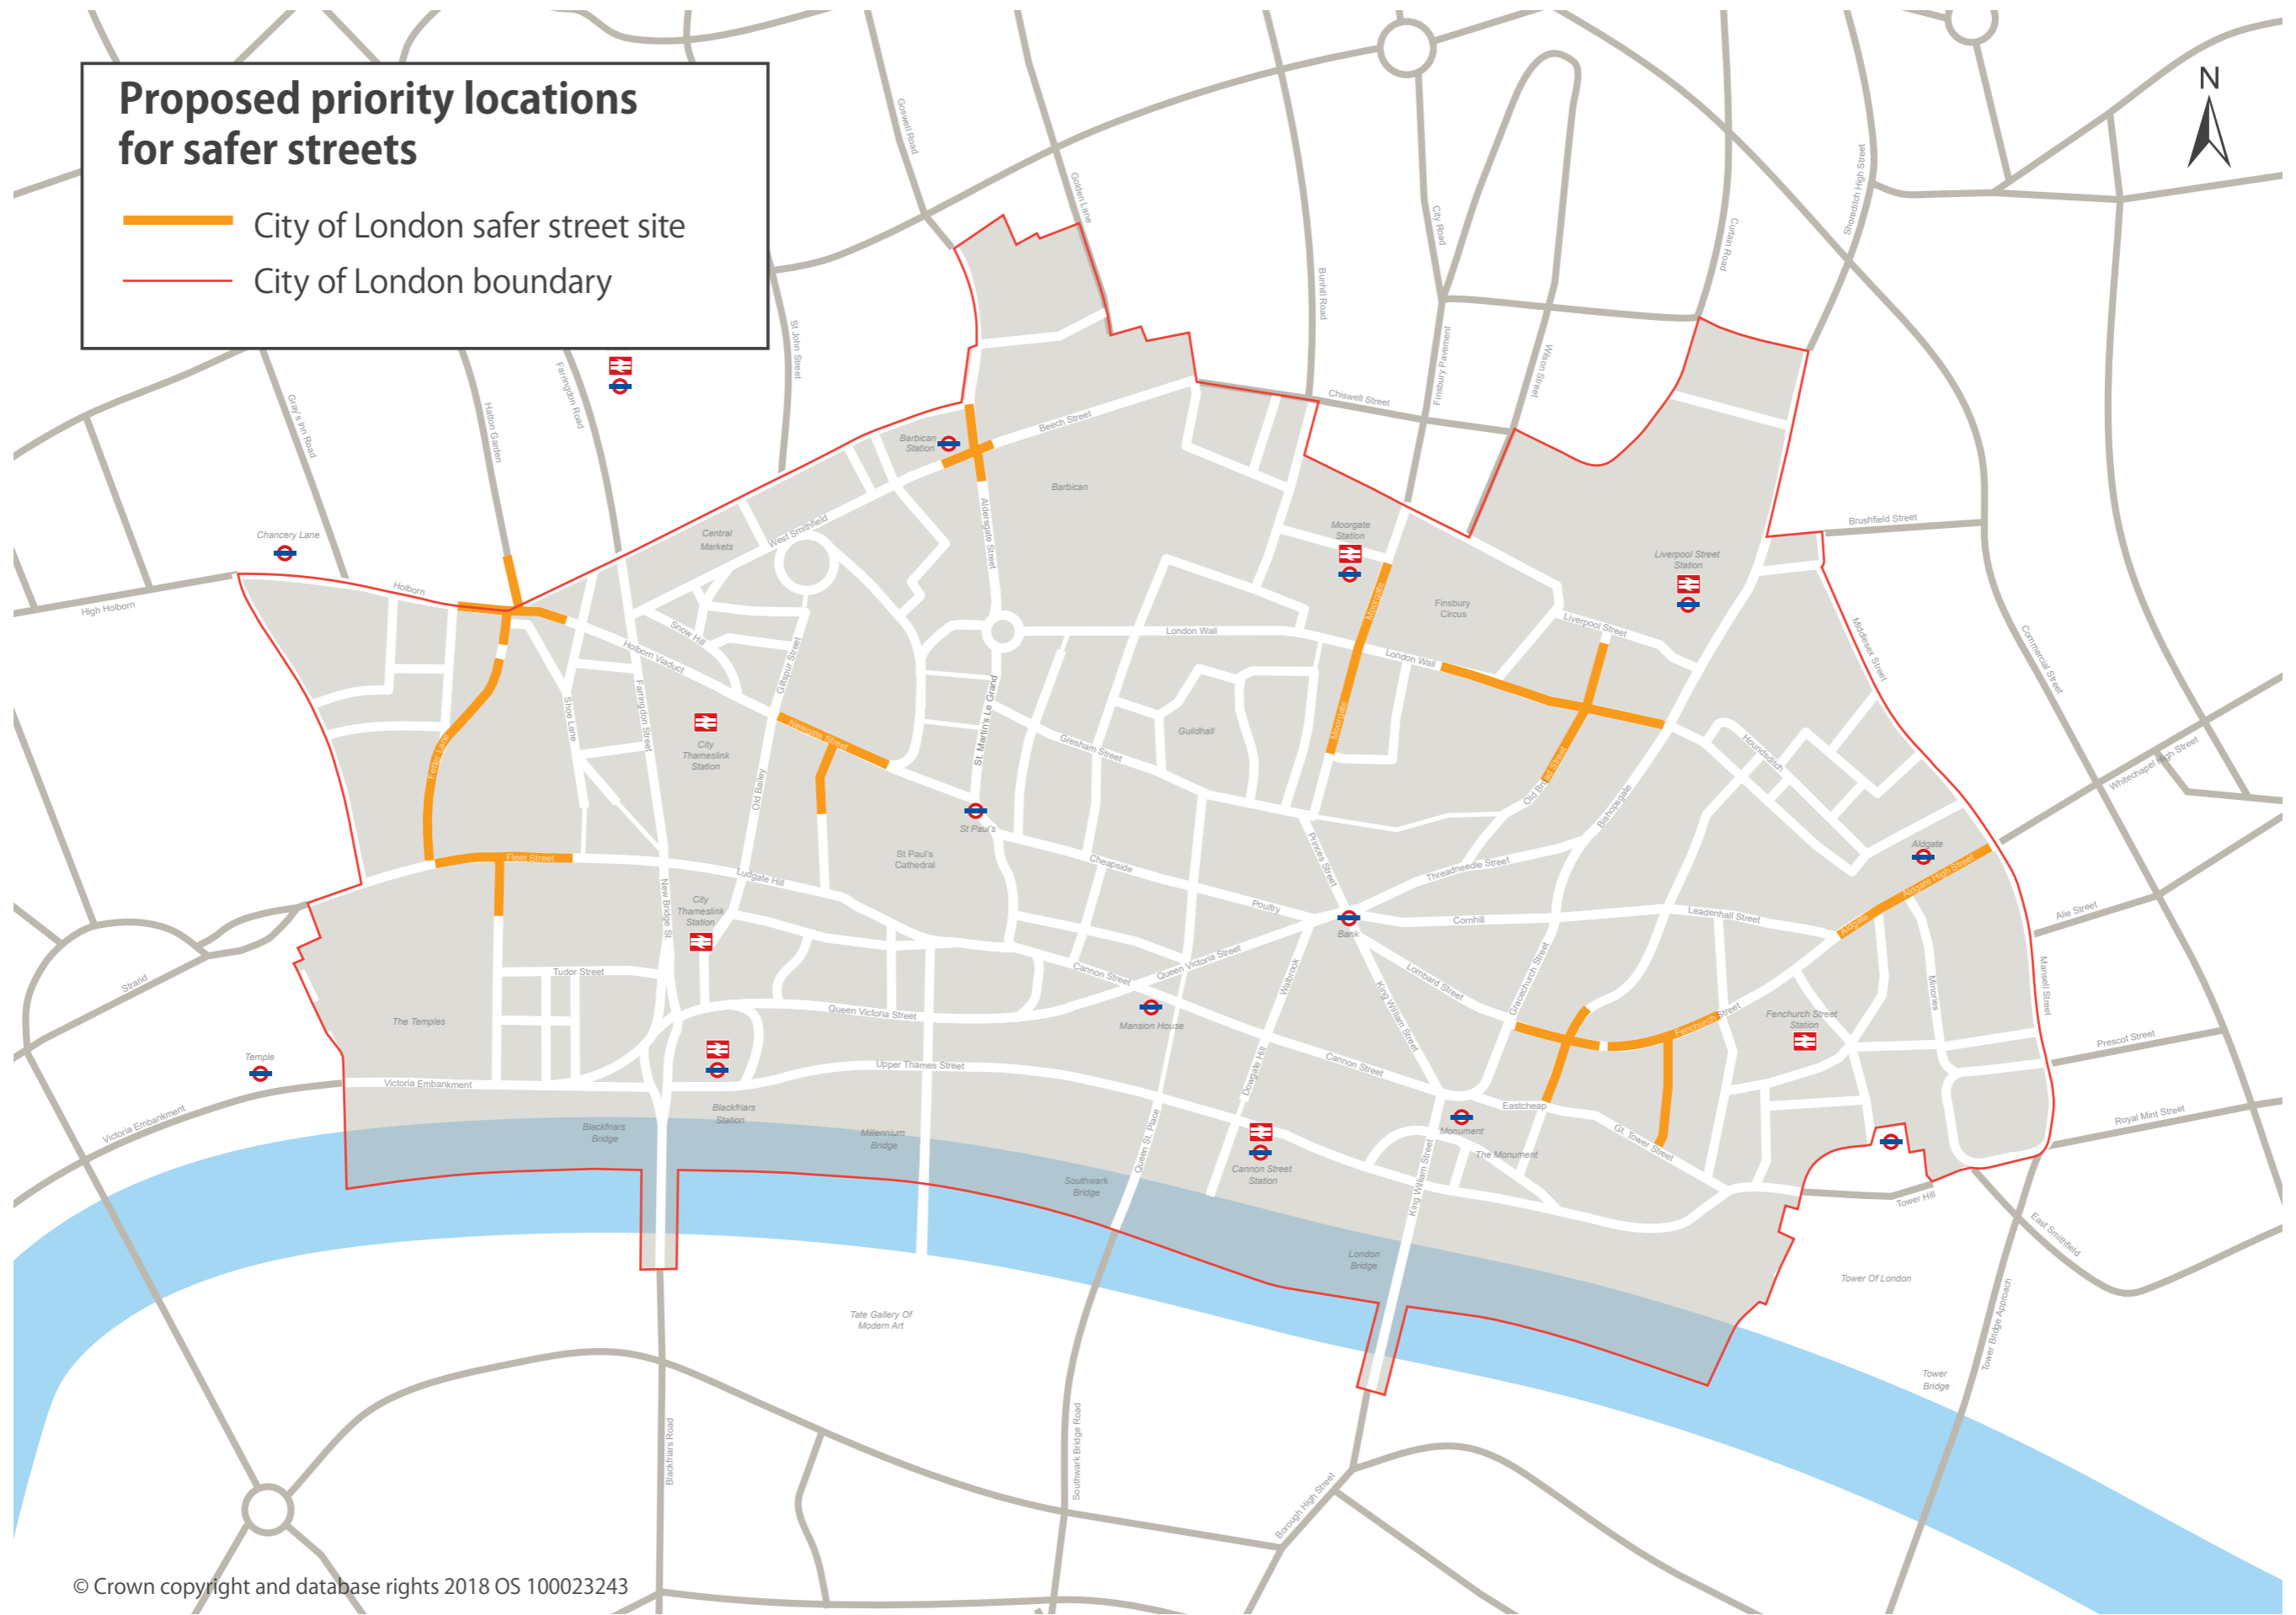 Proposed priority locations
for safer streets
City of London safer street site
City of London boundary
N
Goswell Road
Golden Lane
Bunhill Road
City Road
Curtain Road
Shoreditch High Street
St John Street
Farringdon Road
Hatton Garden
Gray's Inn Road
Finsbury Pavement
Wilson Street
Chiswell Street
Beech Street
Barbican
Station
Barbican
Aldersgate Street
West Smithfield
Central
Markets
Chancery Lane
High Holborn
Holborn
Moorgate
Station
Moorgate
Moorgate
Finsbury
Circus
Liverpool Street
Station
Liverpool Street
Brushfield Street
Middlesex Street
Commercial Street
Whitechapel High Street
Snow Hill
Holborn Viaduct
Giltspur Street
London Wall
London Wall
Shoe Lane
Farringdon Street
City
Thameslink
Station
Newgate Street
Old Bailey
St. Martin's Le Grand
Gresham Street
Guildhall
Old Broad Street
Houndsditch
Bishopsgate
Fetter Lane
Fleet Street
St Paul's
St Paul's
Cathedral
Cheapside
Poultry
Princes Street
Threadneedle Street
Aldgate
Aldgate High Street
Aldgate
Alie Street
Ludgate Hill
New Bridge St.
City
Thameslink
Station
Bank
Cornhill
Leadenhall Street
Strand
Tudor Street
The Temples
Cannon Street
Queen Victoria Street
Walbrook
King William Street
Lombard Street
Gracechurch Street
Fenchurch Street
Fenchurch Street
Station
Minories
Mansell Street
Prescot Street
Queen Victoria Street
Mansion House
Temple
Victoria Embankment
Victoria Embankment
Upper Thames Street
Dowgate Hill
Cannon Street
Eastcheap
Gt. Tower Street
Monument
The Monument
Royal Mint Street
Blackfriars
Station
Blackfriars
Bridge
Millennium
Bridge
Queen St. Place
Southwark
Bridge
Cannon Street
Station
King William Street
Tower Hill
East Smithfield
London
Bridge
Tower Of London
Tower Bridge Approach
Tate Gallery Of
Modern Art
Tower
Bridge
Blackfriars Road
Southwark Bridge Road
Borough High Street
© Crown copyright and database rights 2018 OS 100023243